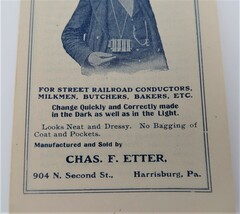 FOR STREET RAILROAD CONDUCTORS,
MILKMEN, BUTCHERS, BAKERS, ETC.
Change Quickly and Correctly made
in the Dark as well as in the Light.
Looks Neat and Dressy. No Bagging of
Coat and Pockets.
Manufactured and Sold by
CHAS. F. ETTER,
904 N. Second St., Harrisburg, Pa.